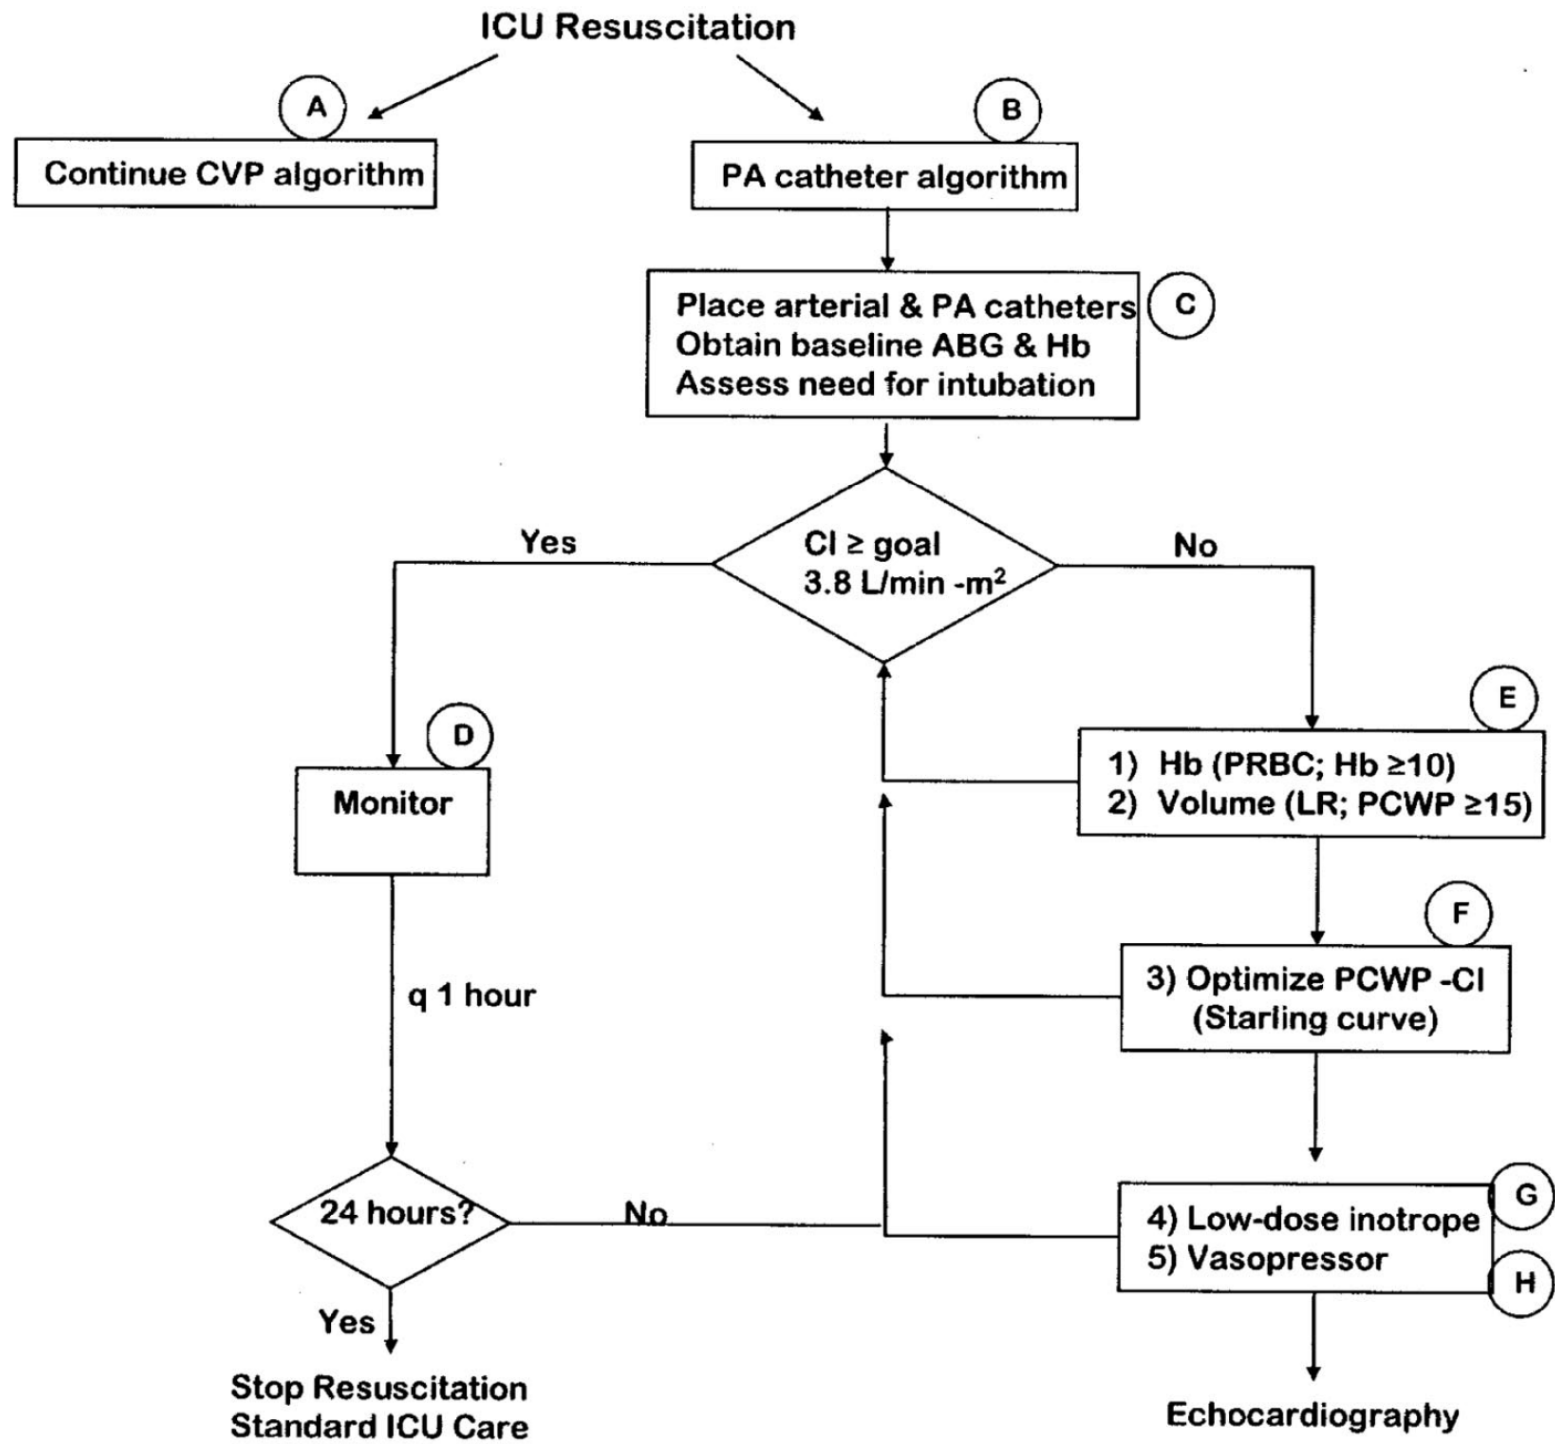 ICU Resuscitation
A
B
Continue CVP algorithm
PA catheter algorithm
Place arterial & PA catheters
Obtain baseline ABG & Hb
Assess need for intubation
C
CI ≥ goal
3.8 L/min -m²
Yes
No
D
Monitor
E
1) Hb (PRBC; Hb ≥10)
2) Volume (LR; PCWP ≥15)
F
3) Optimize PCWP -CI
(Starling curve)
q 1 hour
24 hours?
No
G
4) Low-dose inotrope
5) Vasopressor
H
Yes
Stop Resuscitation
Standard ICU Care
Echocardiography